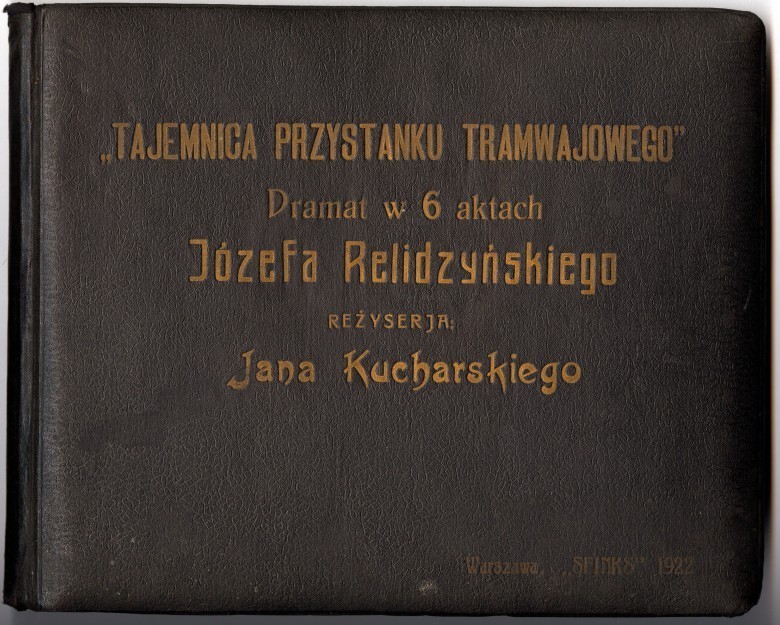 „TAJEMNICA PRZYSTANKU TRAMWAJOWEGO”
Dramat w 6 aktach
Józefa Relidzyńskiego
REŻYSERJA:
Jana Kucharskiego
Warszawa, „SFINKS” 1922